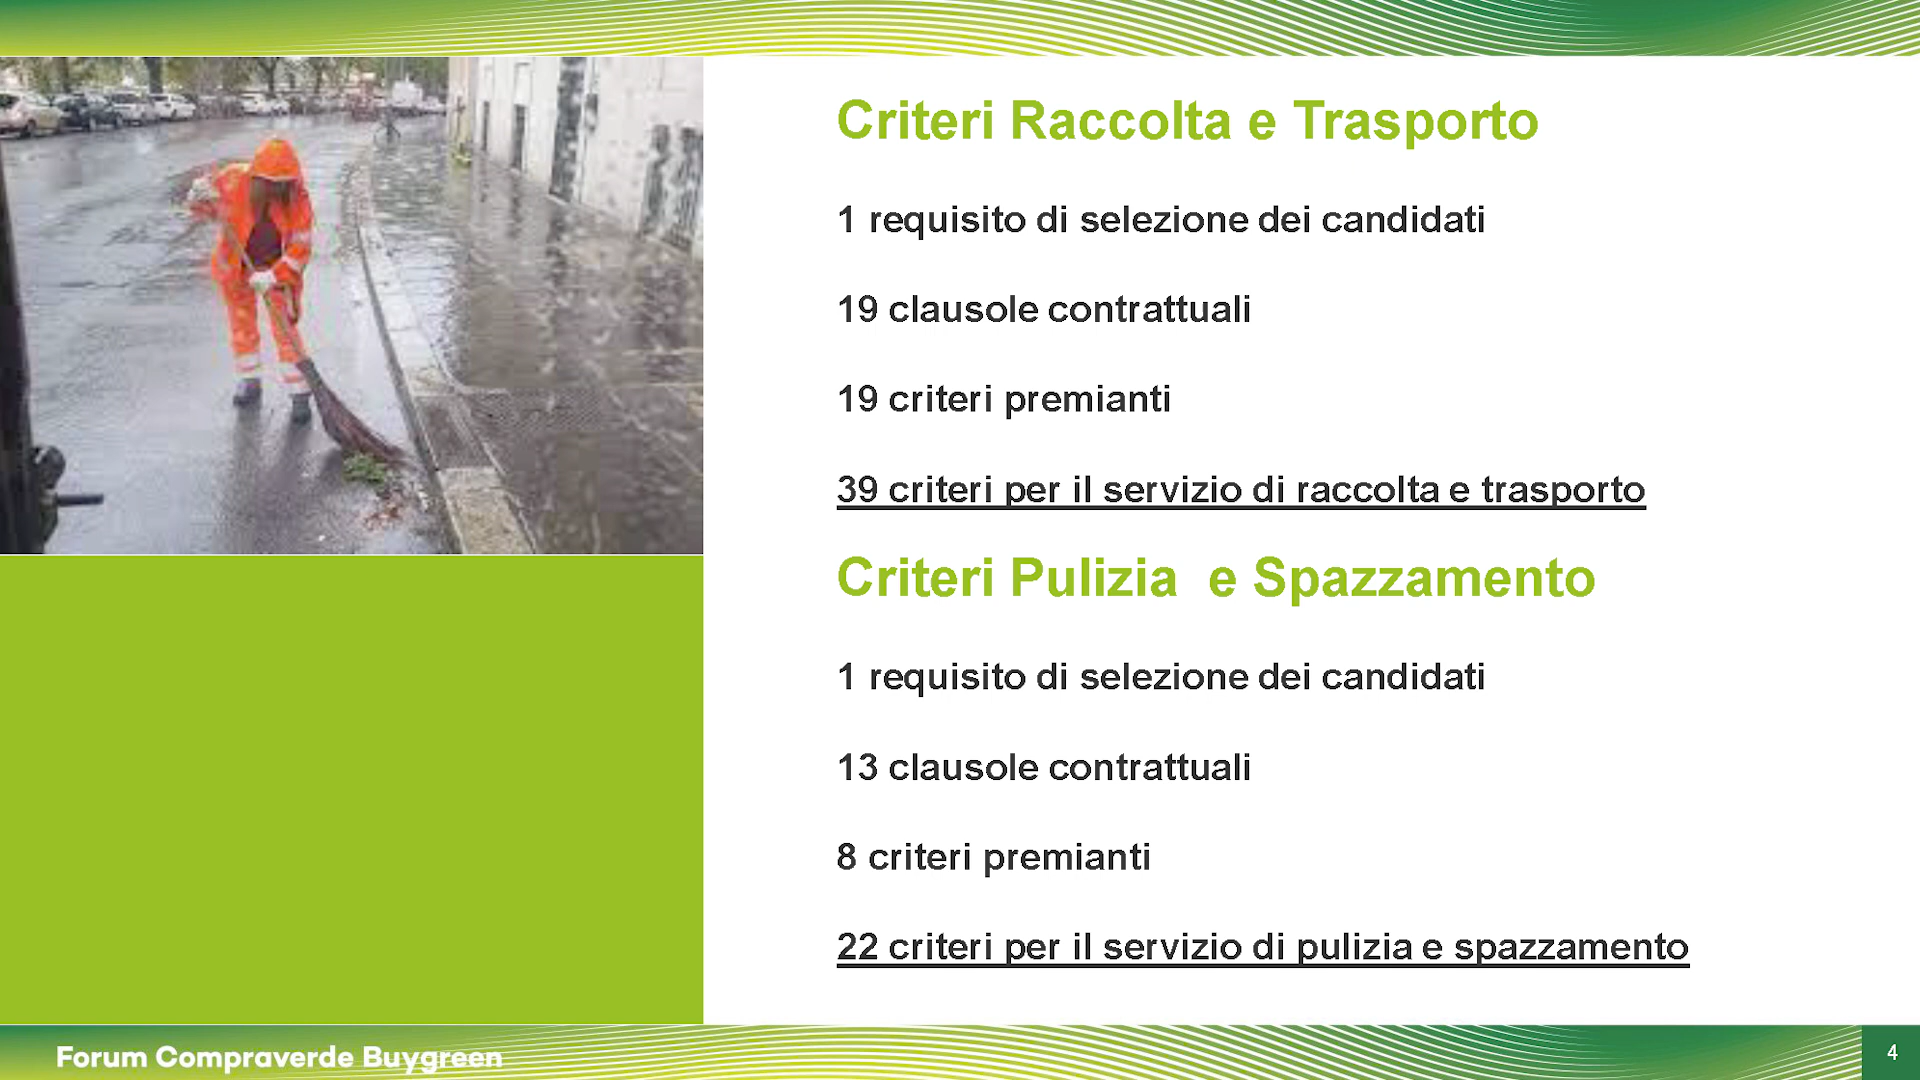 Criteri Raccolta e Trasporto
1 requisito di selezione dei candidati
19 clausole contrattuali
19 criteri premianti
39 criteri per il servizio di raccolta e trasporto
Criteri Pulizia e Spazzamento
1 requisito di selezione dei candidati
13 clausole contrattuali
8 criteri premianti
22 criteri per il servizio di pulizia e spazzamento
Forum Compraverde Buygreen
4